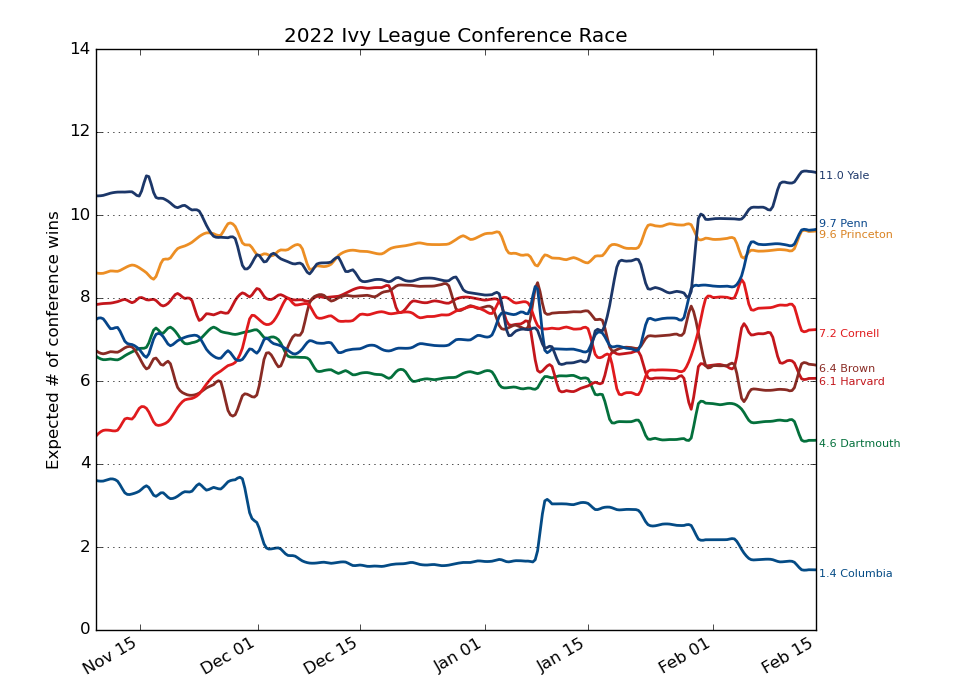 2022 Ivy League Conference Race
Expected # of conference wins
14
12
10
8
6
4
2
0
11.0 Yale
9.7 Penn
9.6 Princeton
7.2 Cornell
6.4 Brown
6.1 Harvard
4.6 Dartmouth
1.4 Columbia
Nov 15
Dec 01
Dec 15
Jan 01
Jan 15
Feb 01
Feb 15